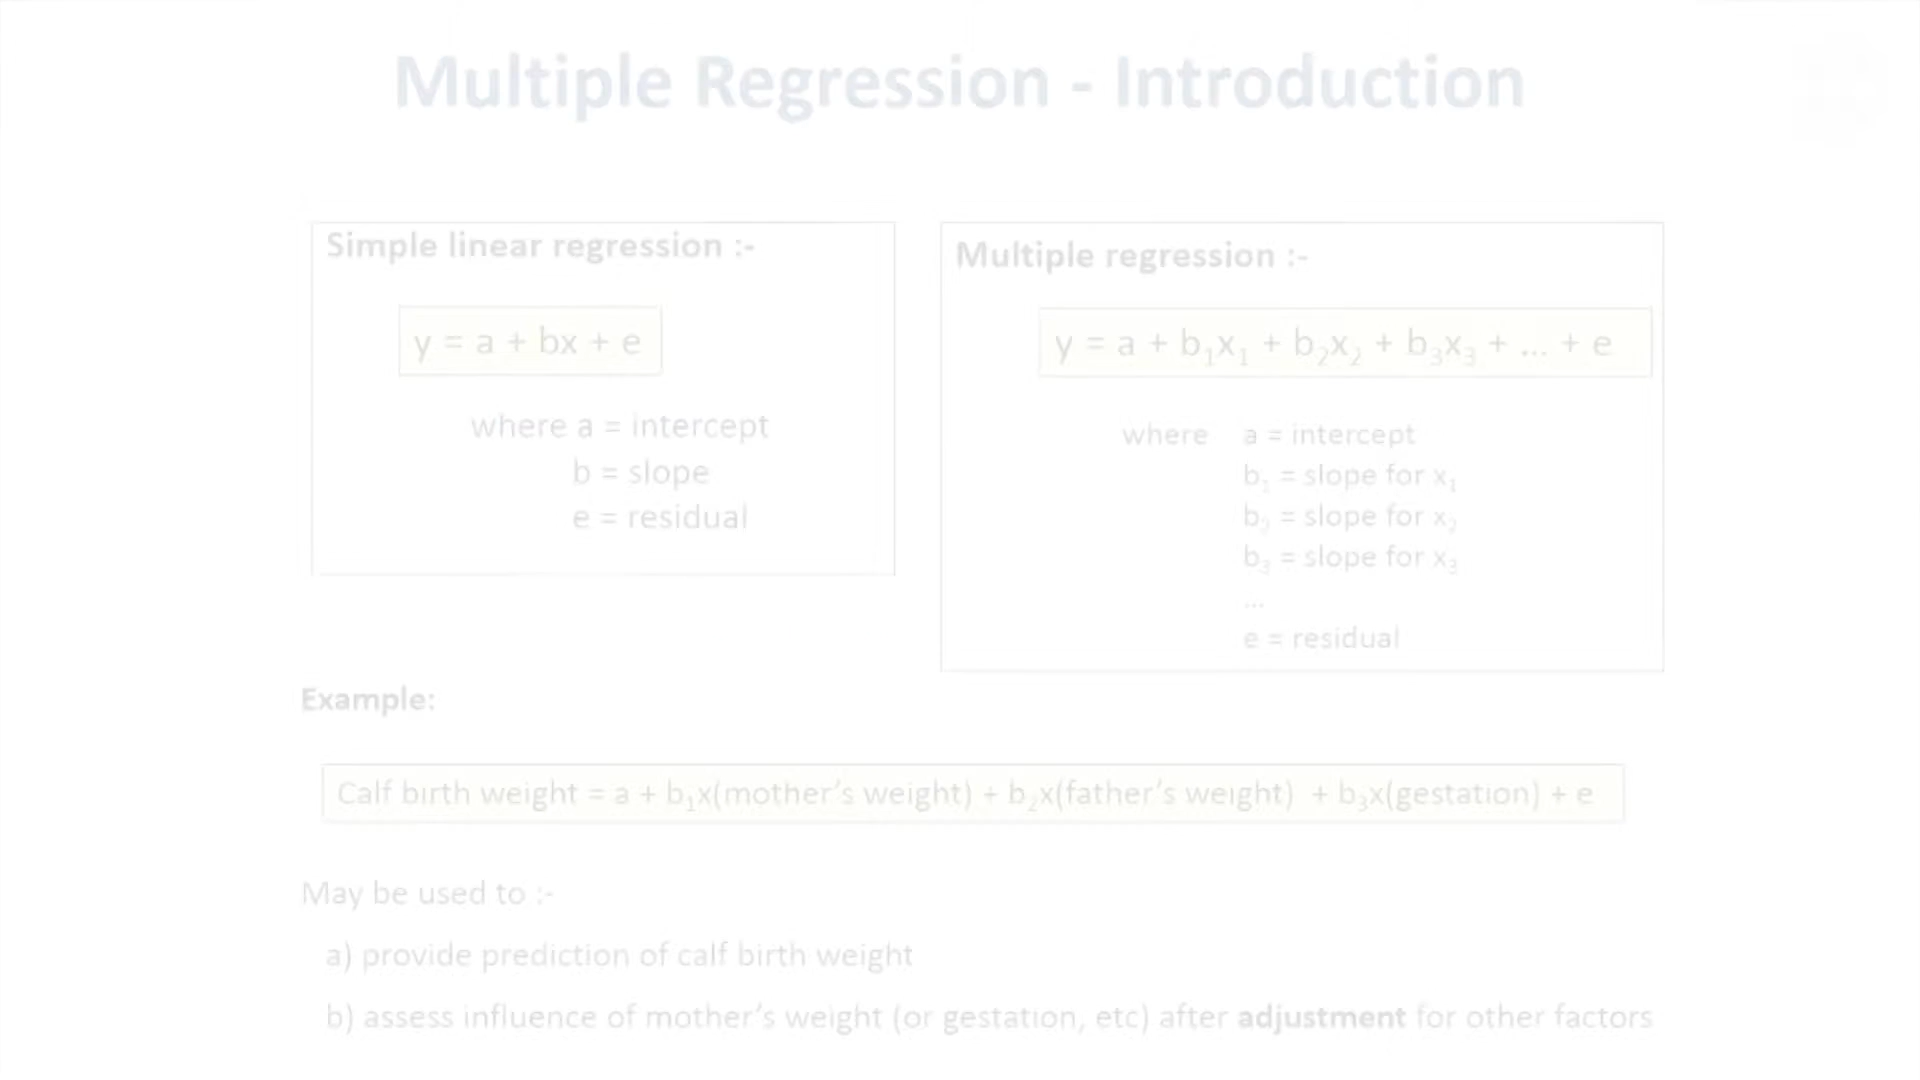 Multiple Regression - Introduction
Simple linear regression :-
y = a + bx + e
where a = intercept
b = slope
e = residual
Multiple regression :-
y = a + b₁x₁ + b₂x₂ + b₃x₃ + ... + e
where a = intercept
b₁ = slope for x₁
b₂ = slope for x₂
b₃ = slope for x₃
...
e = residual
Example:
Calf birth weight = a + b₁x(mother's weight) + b₂x(father's weight) + b₃x(gestation) + e
May be used to :-
a) provide prediction of calf birth weight
b) assess influence of mother's weight (or gestation, etc) after adjustment for other factors